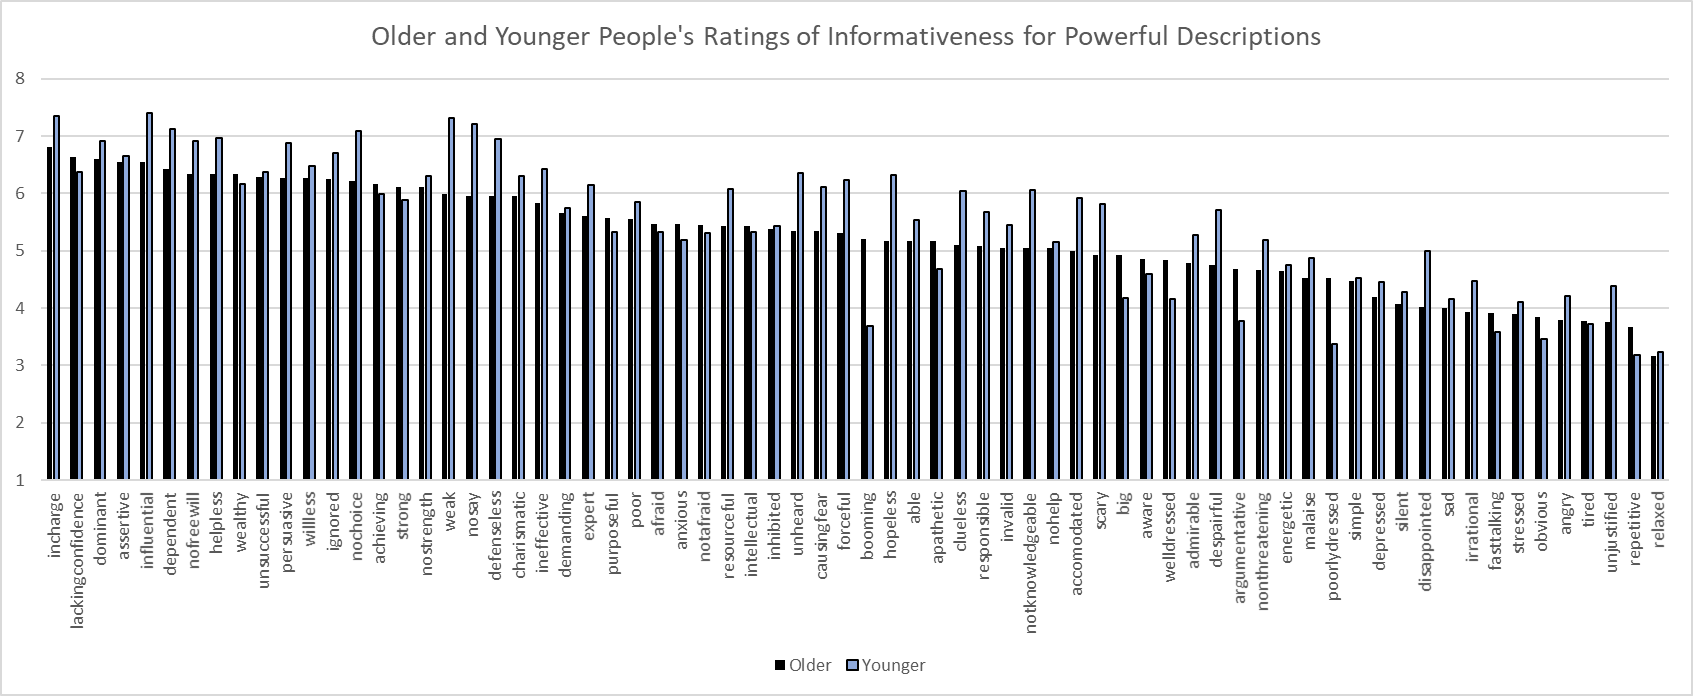 Older and Younger People's Ratings of Informativeness for Powerful Descriptions
8
7
6
5
4
3
2
1
incharge
lackingconfidence
dominant
assertive
influential
dependent
nofreewill
helpless
wealthy
unsuccessful
persuasive
willless
ignored
nochoice
achieving
strong
nostrength
weak
nosay
defenseless
charismatic
ineffective
demanding
expert
purposeful
poor
afraid
anxious
notafraid
resourceful
intellectual
inhibited
unheard
causingfear
forceful
booming
hopeless
able
apathetic
clueless
responsible
invalid
notknowledgeable
nohelp
accomodated
scary
big
aware
welldressed
admirable
despairful
argumentative
nonthreatening
energetic
malaise
poorlydressed
simple
depressed
silent
disappointed
sad
irrational
fasttalking
stressed
obvious
angry
tired
unjustified
repetitive
relaxed
Older Younger